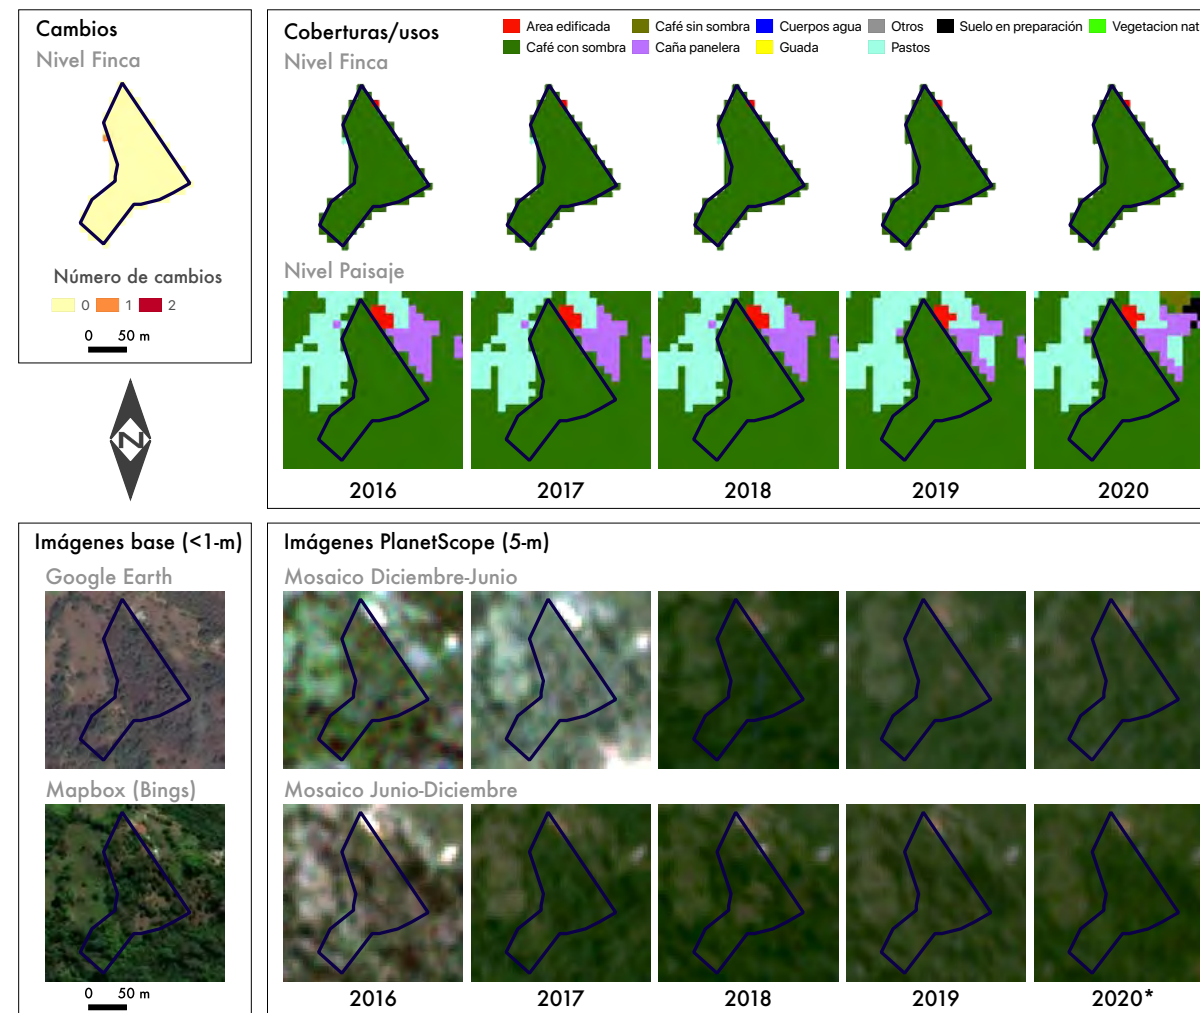 Cambios
Nivel Finca
Número de cambios
0 1 2
0 50 m
N
Coberturas/usos
Area edificada Café sin sombra Cuerpos agua Otros Suelo en preparación Vegetacion nat
Café con sombra Caña panelera Guada Pastos
Nivel Finca
Nivel Paisaje
2016 2017 2018 2019 2020
Imágenes base (<1-m)
Google Earth
Mapbox (Bings)
0 50 m
Imágenes PlanetScope (5-m)
Mosaico Diciembre-Junio
Mosaico Junio-Diciembre
2016 2017 2018 2019 2020*